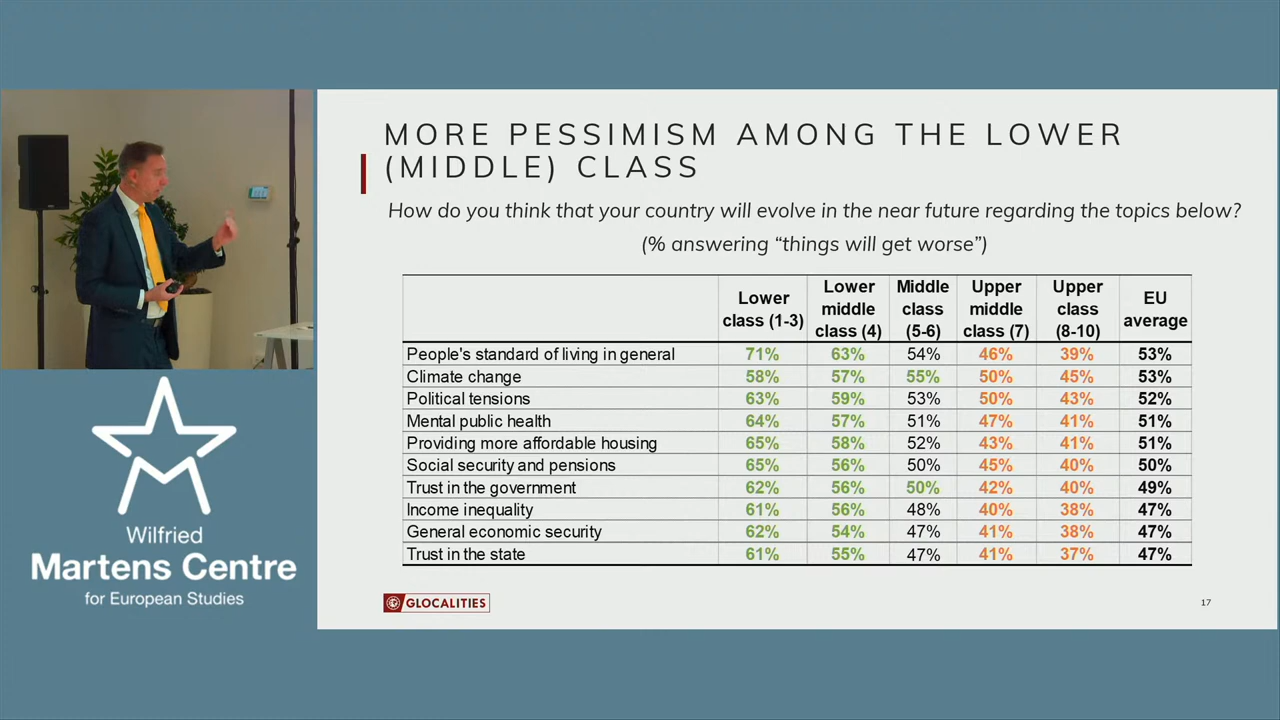 MORE PESSIMISM AMONG THE LOWER
(MIDDLE) CLASS
How do you think that your country will evolve in the near future regarding the topics below?
(% answering “things will get worse”)
Lower class (1-3) Lower middle class (4) Middle class (5-6) Upper middle class (7) Upper class (8-10) EU average
People's standard of living in general 71% 63% 54% 46% 39% 53%
Climate change 58% 57% 55% 50% 45% 53%
Political tensions 63% 59% 53% 50% 43% 52%
Mental public health 64% 57% 51% 47% 41% 51%
Providing more affordable housing 65% 58% 52% 43% 41% 51%
Social security and pensions 65% 56% 50% 45% 40% 50%
Trust in the government 62% 56% 50% 42% 40% 49%
Income inequality 61% 56% 48% 40% 38% 47%
General economic security 62% 54% 47% 41% 38% 47%
Trust in the state 61% 55% 47% 41% 37% 47%
GLOCALITIES
17
Wilfried
Martens Centre
for European Studies